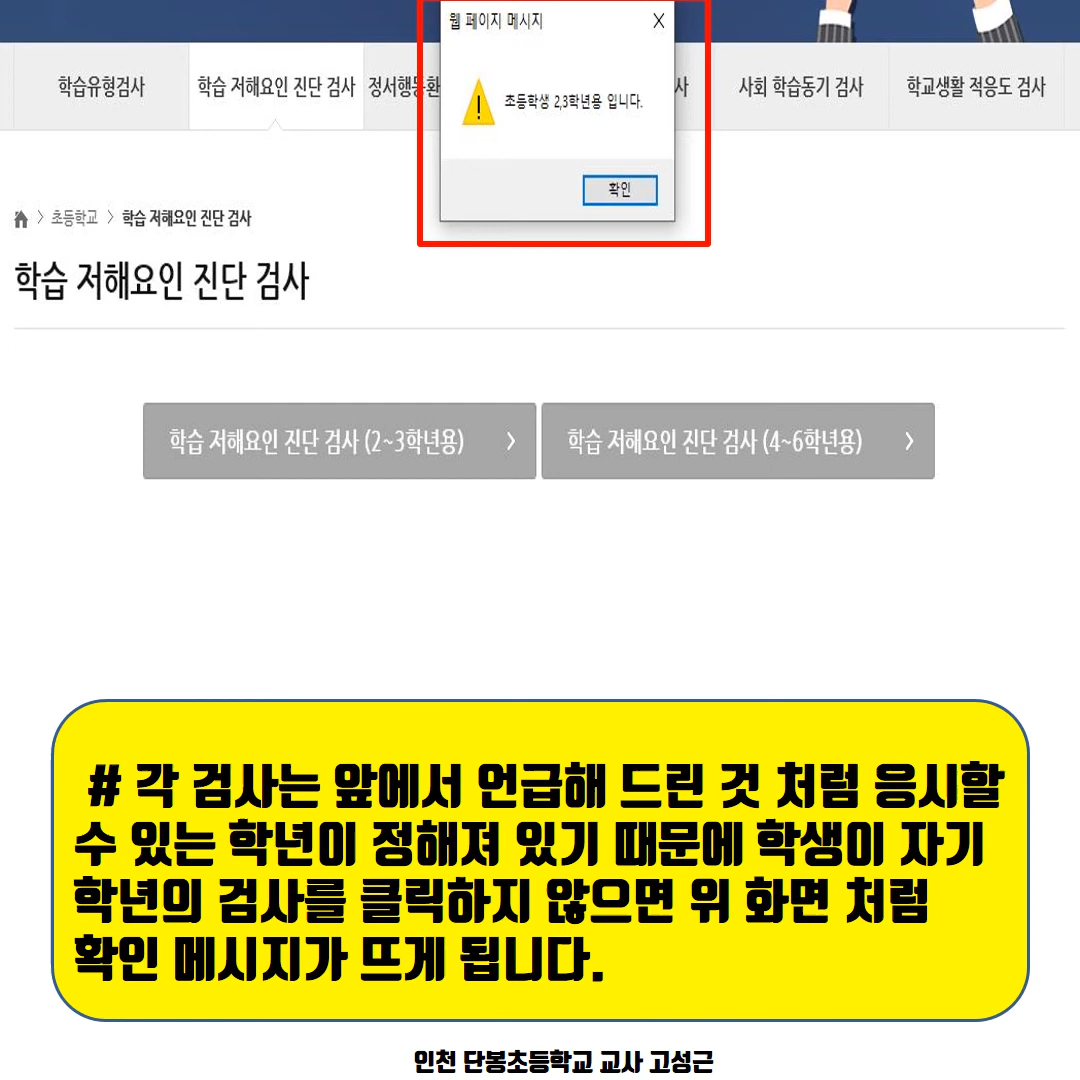 웹 페이지 메시지
X
초등학생 2,3학년용 입니다.
확인
학습유형검사
학습 저해요인 진단 검사
정서행동환
사
사회 학습동기 검사
학교생활 적응도 검사
> 초등학교 > 학습 저해요인 진단 검사
학습 저해요인 진단 검사
학습 저해요인 진단 검사 (2~3학년용) >
학습 저해요인 진단 검사 (4~6학년용) >
# 각 검사는 앞에서 언급해 드린 것 처럼 응시할
수 있는 학년이 정해져 있기 때문에 학생이 자기
학년의 검사를 클릭하지 않으면 위 화면 처럼
확인 메시지가 뜨게 됩니다.
인천 단봉초등학교 교사 고성근